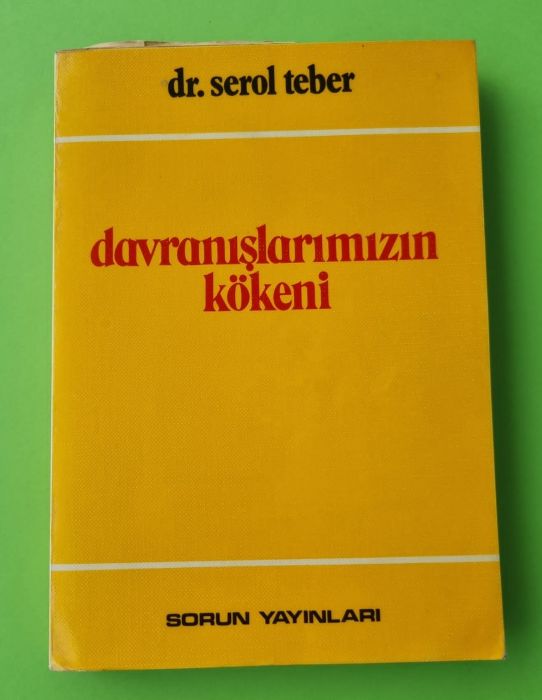 dr. serol teber
davranışlarımızın
kökeni
SORUN YAYINLARI